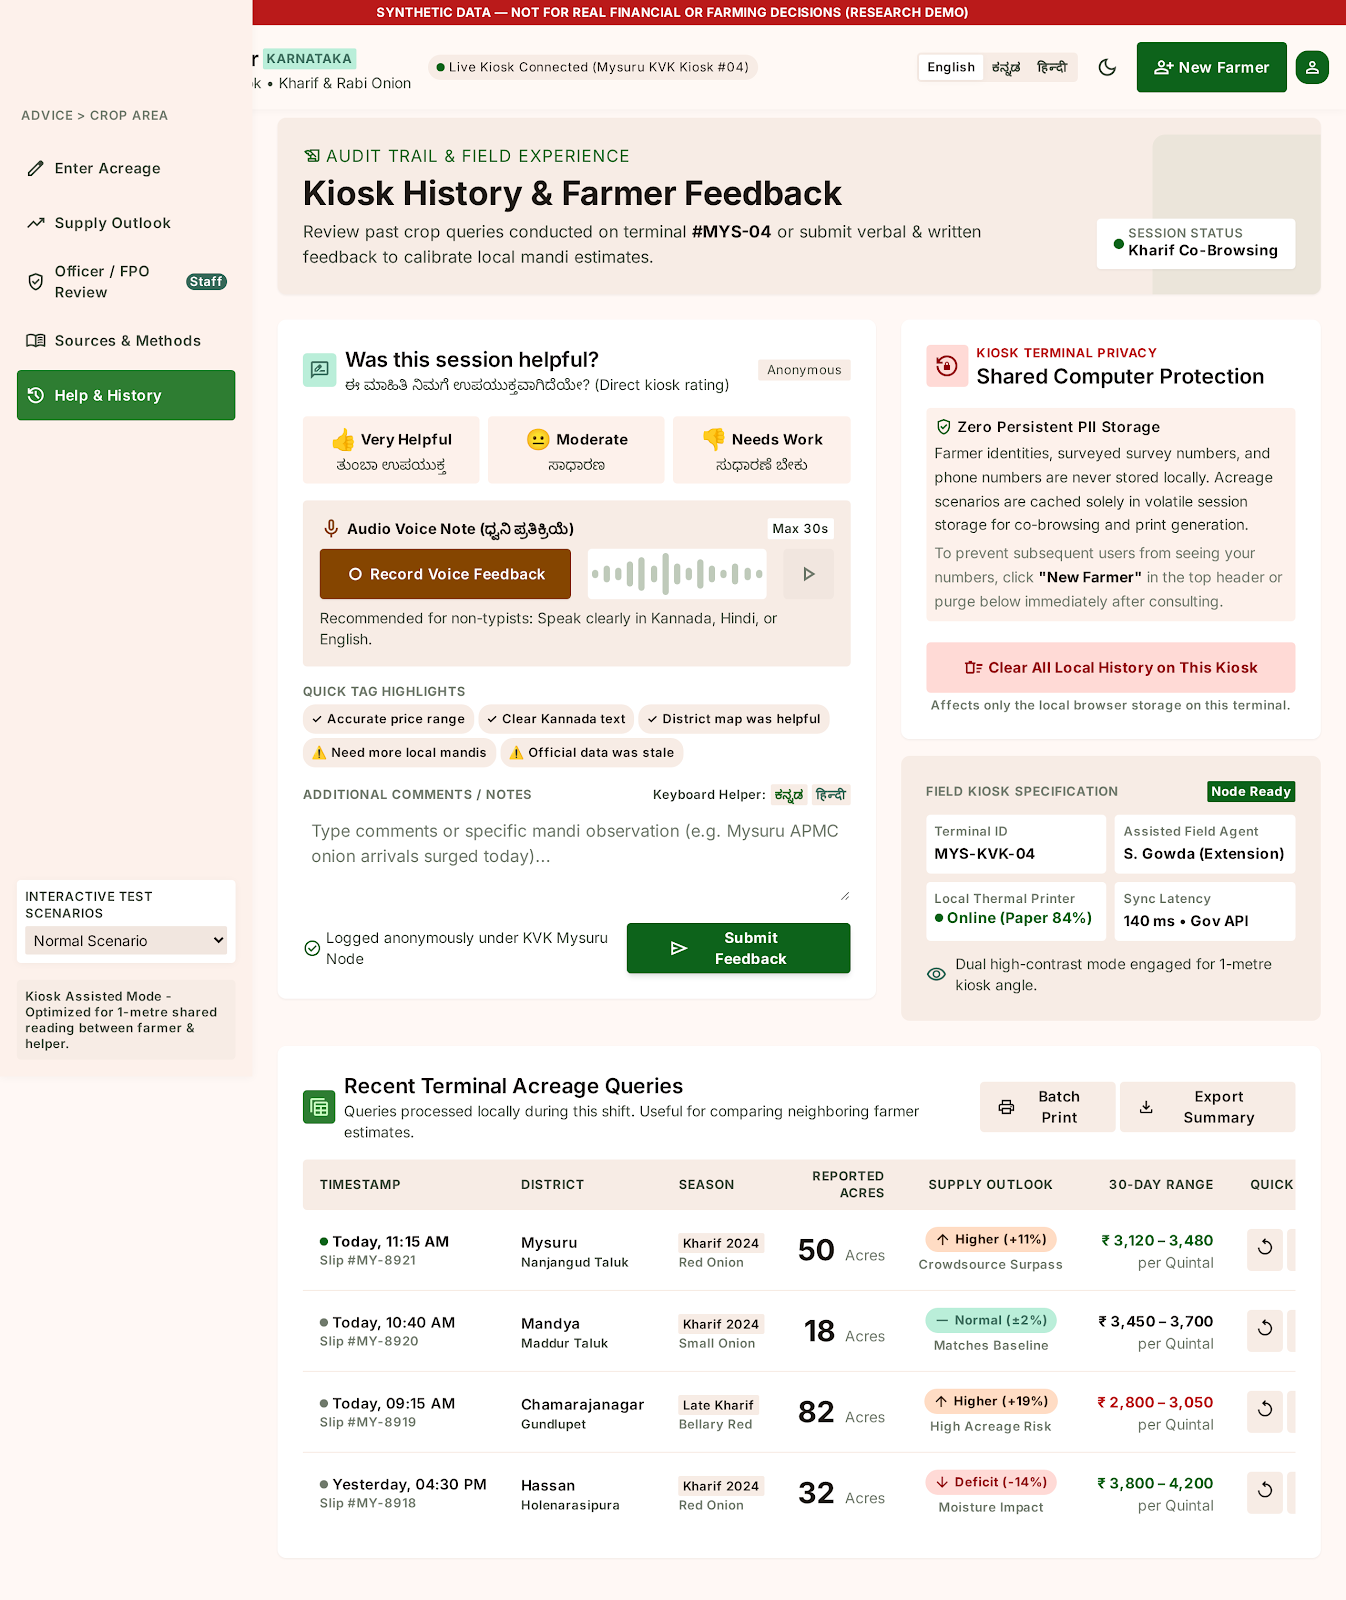 SYNTHETIC DATA — NOT FOR REAL FINANCIAL OR FARMING DECISIONS (RESEARCH DEMO)
r KARNATAKA
k • Kharif & Rabi Onion
Live Kiosk Connected (Mysuru KVK Kiosk #04)
English ಕನ್ನಡ हिन्दी
New Farmer
ADVICE > CROP AREA
Enter Acreage
Supply Outlook
Officer / FPO
Review
Staff
Sources & Methods
Help & History
INTERACTIVE TEST
SCENARIOS
Normal Scenario
Kiosk Assisted Mode -
Optimized for 1-metre shared
reading between farmer &
helper.
AUDIT TRAIL & FIELD EXPERIENCE
Kiosk History & Farmer Feedback
Review past crop queries conducted on terminal #MYS-04 or submit verbal & written
feedback to calibrate local mandi estimates.
SESSION STATUS
Kharif Co-Browsing
Was this session helpful?
ಈ ಮಾಹಿತಿ ನಿಮಗೆ ಉಪಯುಕ್ತವಾಗಿದೆಯೇ? (Direct kiosk rating)
Anonymous
👍 Very Helpful
ತುಂಬಾ ಉಪಯುಕ್ತ
😐 Moderate
ಸಾಧಾರಣ
👎 Needs Work
ಸುಧಾರಣೆ ಬೇಕು
Audio Voice Note (ಧ್ವನಿ ಪ್ರತಿಕ್ರಿಯೆ)
Max 30s
Record Voice Feedback
Recommended for non-typists: Speak clearly in Kannada, Hindi, or
English.
QUICK TAG HIGHLIGHTS
✓ Accurate price range
✓ Clear Kannada text
✓ District map was helpful
⚠️ Need more local mandis
⚠️ Official data was stale
ADDITIONAL COMMENTS / NOTES
Keyboard Helper: ಕನ್ನಡ हिन्दी
Type comments or specific mandi observation (e.g. Mysuru APMC
onion arrivals surged today)...
Logged anonymously under KVK Mysuru
Node
Submit
Feedback
KIOSK TERMINAL PRIVACY
Shared Computer Protection
Zero Persistent PII Storage
Farmer identities, surveyed survey numbers, and
phone numbers are never stored locally. Acreage
scenarios are cached solely in volatile session
storage for co-browsing and print generation.
To prevent subsequent users from seeing your
numbers, click "New Farmer" in the top header or
purge below immediately after consulting.
Clear All Local History on This Kiosk
Affects only the local browser storage on this terminal.
FIELD KIOSK SPECIFICATION
Node Ready
Terminal ID
MYS-KVK-04
Assisted Field Agent
S. Gowda (Extension)
Local Thermal Printer
Online (Paper 84%)
Sync Latency
140 ms • Gov API
Dual high-contrast mode engaged for 1-metre
kiosk angle.
Recent Terminal Acreage Queries
Queries processed locally during this shift. Useful for comparing neighboring farmer
estimates.
Batch
Print
Export
Summary
TIMESTAMP DISTRICT SEASON REPORTED ACRES SUPPLY OUTLOOK 30-DAY RANGE QUICK
Today, 11:15 AM Mysuru Kharif 2024 50 Acres ↑ Higher (+11%) ₹ 3,120 – 3,480
Slip #MY-8921 Nanjangud Taluk Red Onion Crowdsource Surpass per Quintal
Today, 10:40 AM Mandya Kharif 2024 18 Acres — Normal (±2%) ₹ 3,450 – 3,700
Slip #MY-8920 Maddur Taluk Small Onion Matches Baseline per Quintal
Today, 09:15 AM Chamarajanagar Late Kharif 82 Acres ↑ Higher (+19%) ₹ 2,800 – 3,050
Slip #MY-8919 Gundlupet Bellary Red High Acreage Risk per Quintal
Yesterday, 04:30 PM Hassan Kharif 2024 32 Acres ↓ Deficit (-14%) ₹ 3,800 – 4,200
Slip #MY-8918 Holenarasipura Red Onion Moisture Impact per Quintal